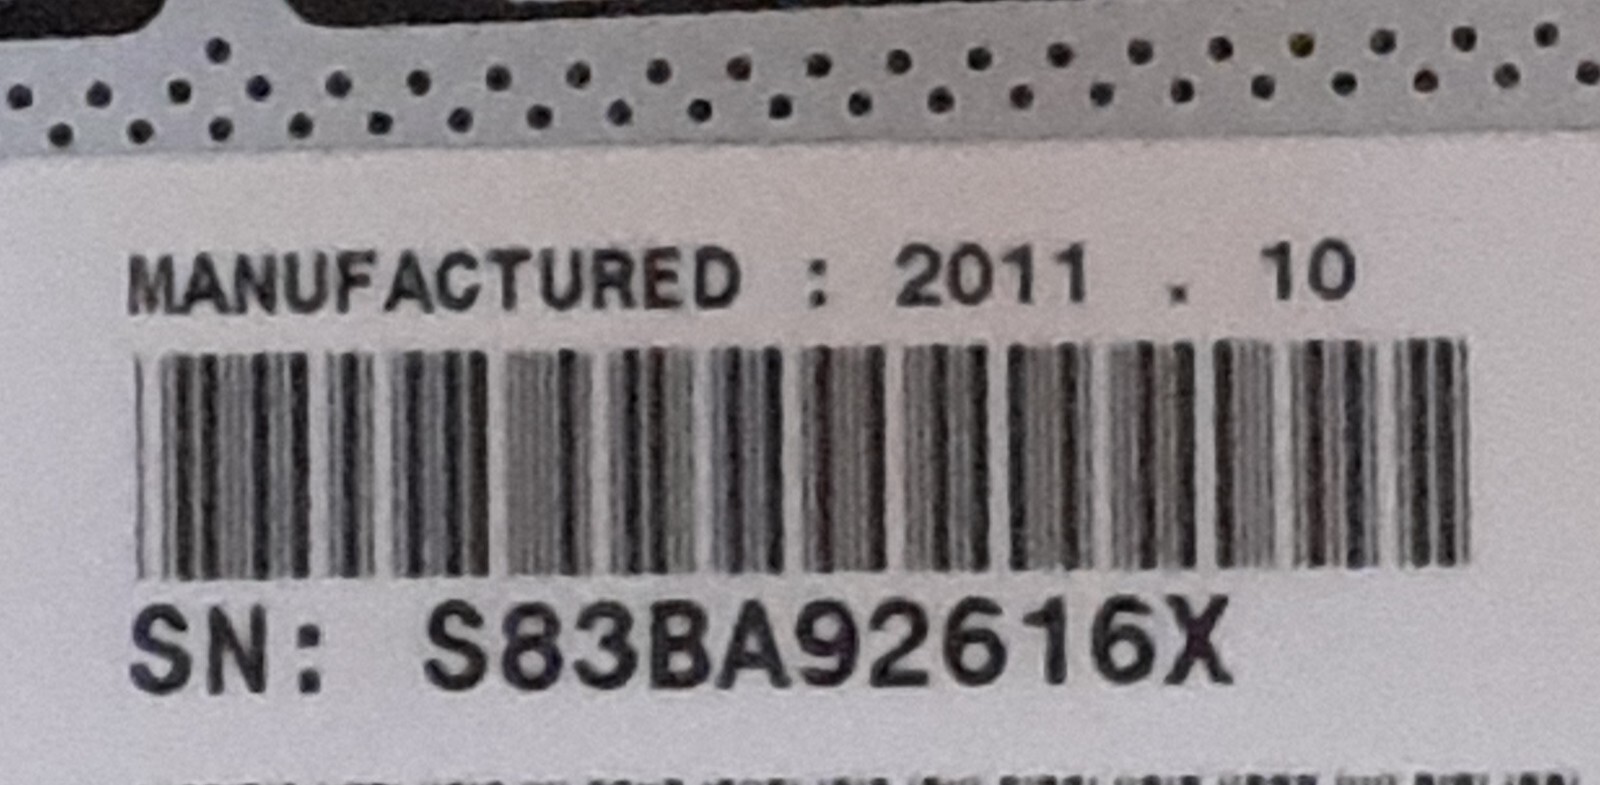 MANUFACTURED : 2011 . 10
SN: S83BA92616X